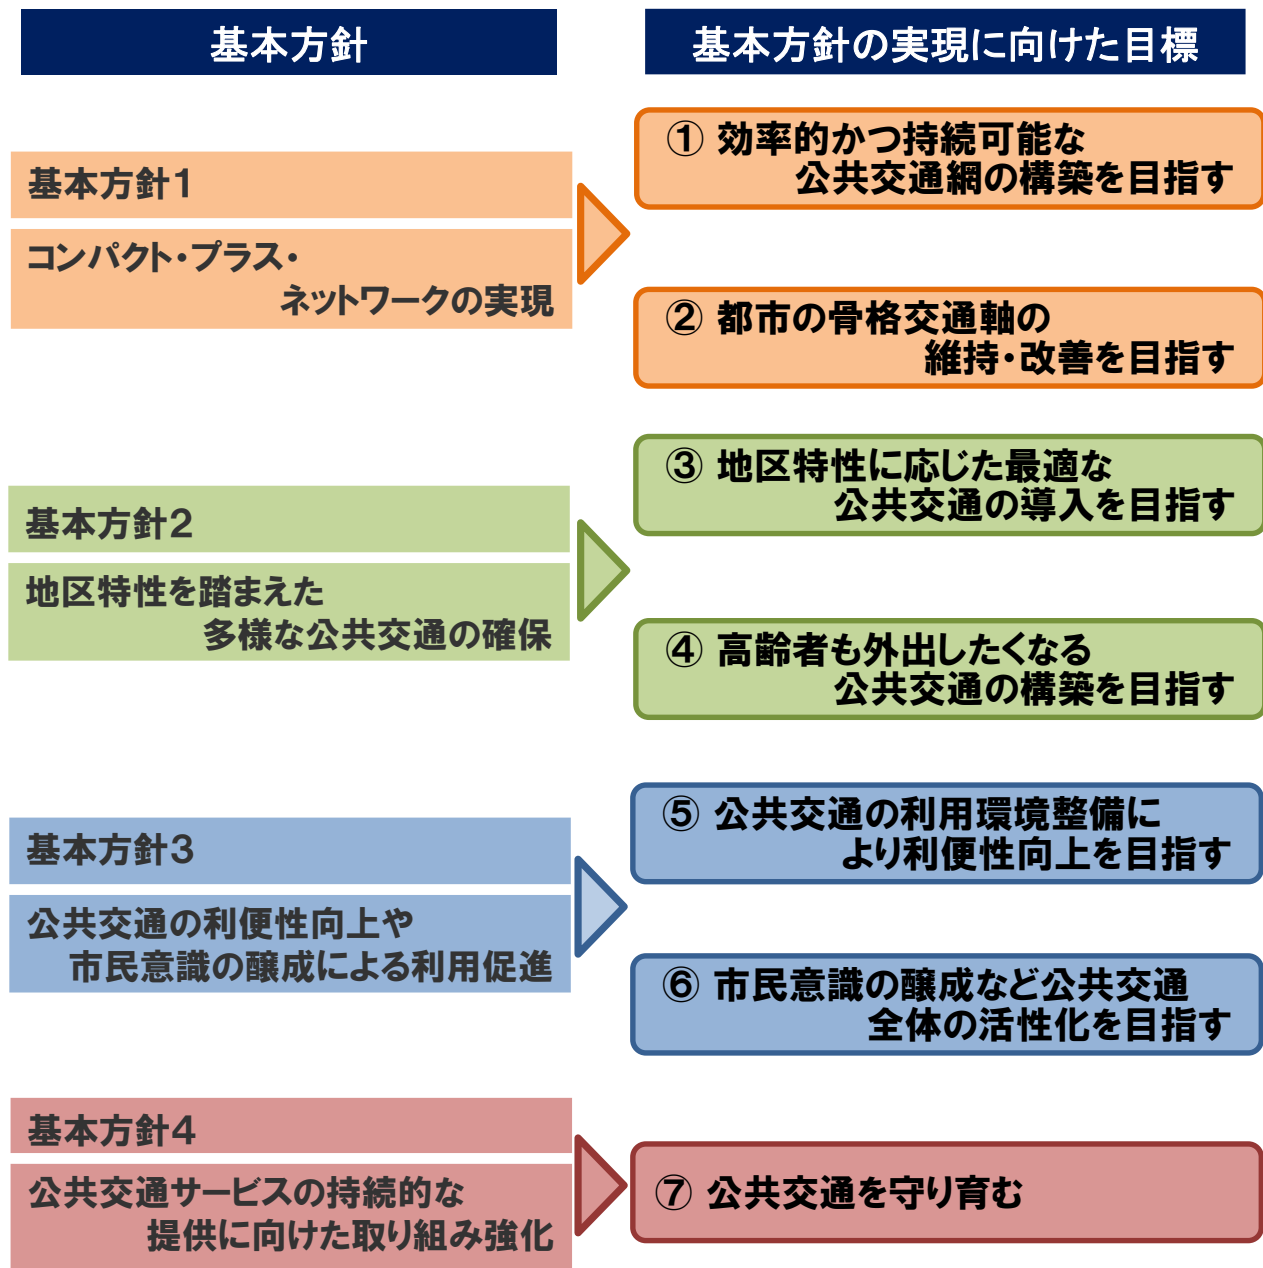 基本方針
基本方針の実現に向けた目標
基本方針1
コンパクト・プラス・
ネットワークの実現
① 効率的かつ持続可能な
公共交通網の構築を目指す
② 都市の骨格交通軸の
維持・改善を目指す
基本方針2
地区特性を踏まえた
多様な公共交通の確保
③ 地区特性に応じた最適な
公共交通の導入を目指す
④ 高齢者も外出したくなる
公共交通の構築を目指す
基本方針3
公共交通の利便性向上や
市民意識の醸成による利用促進
⑤ 公共交通の利用環境整備に
より利便性向上を目指す
⑥ 市民意識の醸成など公共交通
全体の活性化を目指す
基本方針4
公共交通サービスの持続的な
提供に向けた取り組み強化
⑦ 公共交通を守り育む